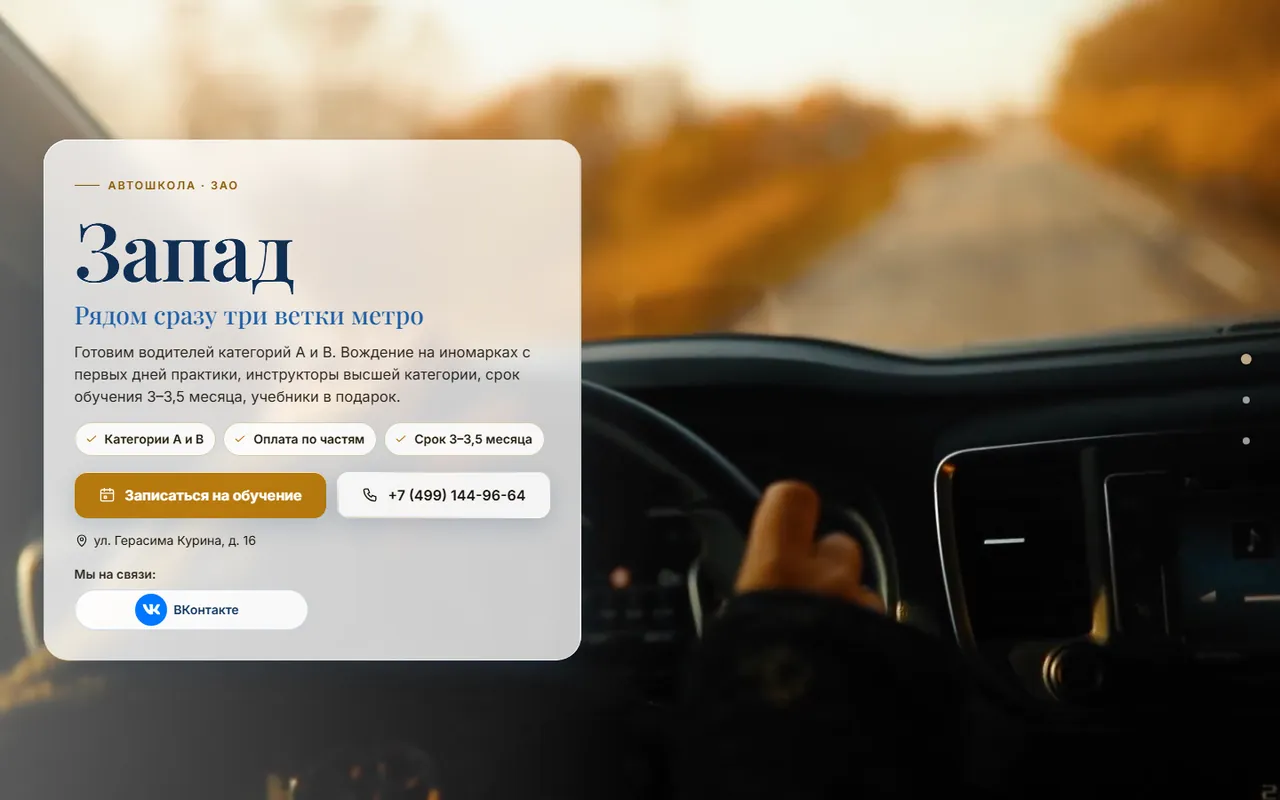 АВТОШКОЛА · ЗАО
Запад
Рядом сразу три ветки метро
Готовим водителей категорий А и В. Вождение на иномарках с
первых дней практики, инструкторы высшей категории, срок
обучения 3–3,5 месяца, учебники в подарок.
Категории А и В
Оплата по частям
Срок 3–3,5 месяца
Записаться на обучение
+7 (499) 144-96-64
ул. Герасима Курина, д. 16
Мы на связи:
ВКонтакте